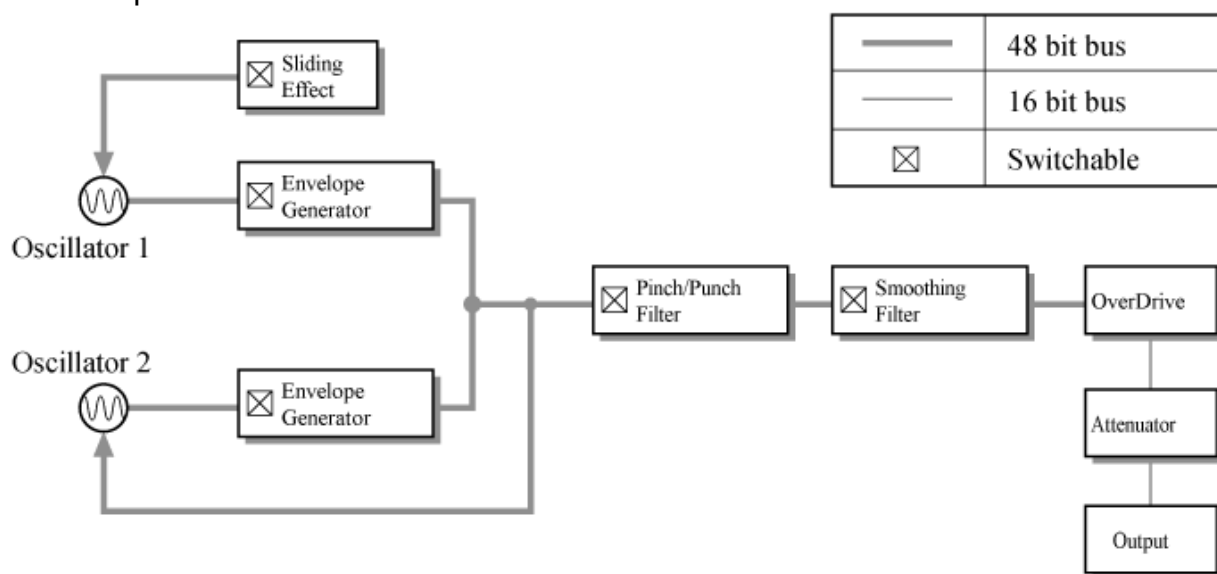 Sliding
Effect
48 bit bus
16 bit bus
Switchable
Envelope
Generator
Oscillator 1
Pinch/Punch
Filter
Smoothing
Filter
OverDrive
Oscillator 2
Envelope
Generator
Attenuator
Output